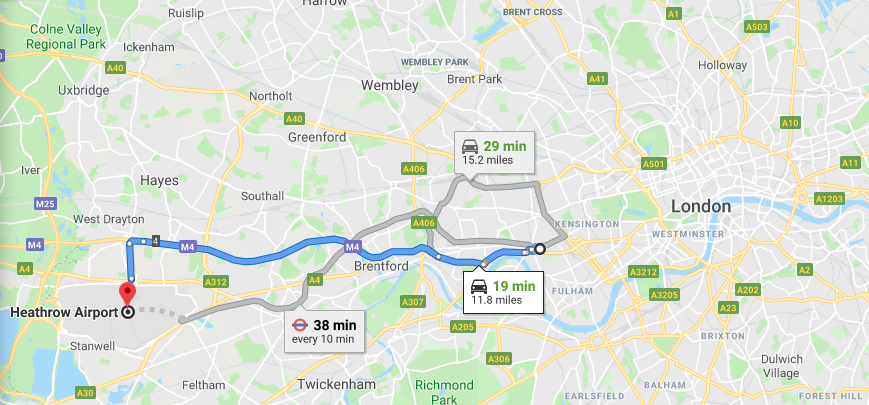 Harrow
BRENT CROSS
A1
Ruislip
Colne Valley
Regional Park
A503
Ickenham
A40
WEMBLEY PARK
Holloway
Wembley
Brent Park
A41
Uxbridge
Northolt
A40
A10
Greenford
29 min
15.2 miles
A501
A11
Iver
A406
Hayes
Southall
A1203
M25
London
West Drayton
A406
KENSINGTON
WESTMINSTER
M4
4
M4
M4
A4
Brentford
A2
A3212
A312
A4
19 min
11.8 miles
FULHAM
A3205
A202
A307
A23
Heathrow Airport
38 min
every 10 min
A205
BRIXTON
Stanwell
A306
Dulwich
Village
Feltham
Twickenham
Richmond
Park
BALHAM
A30
EARLSFIELD
FOREST HILL